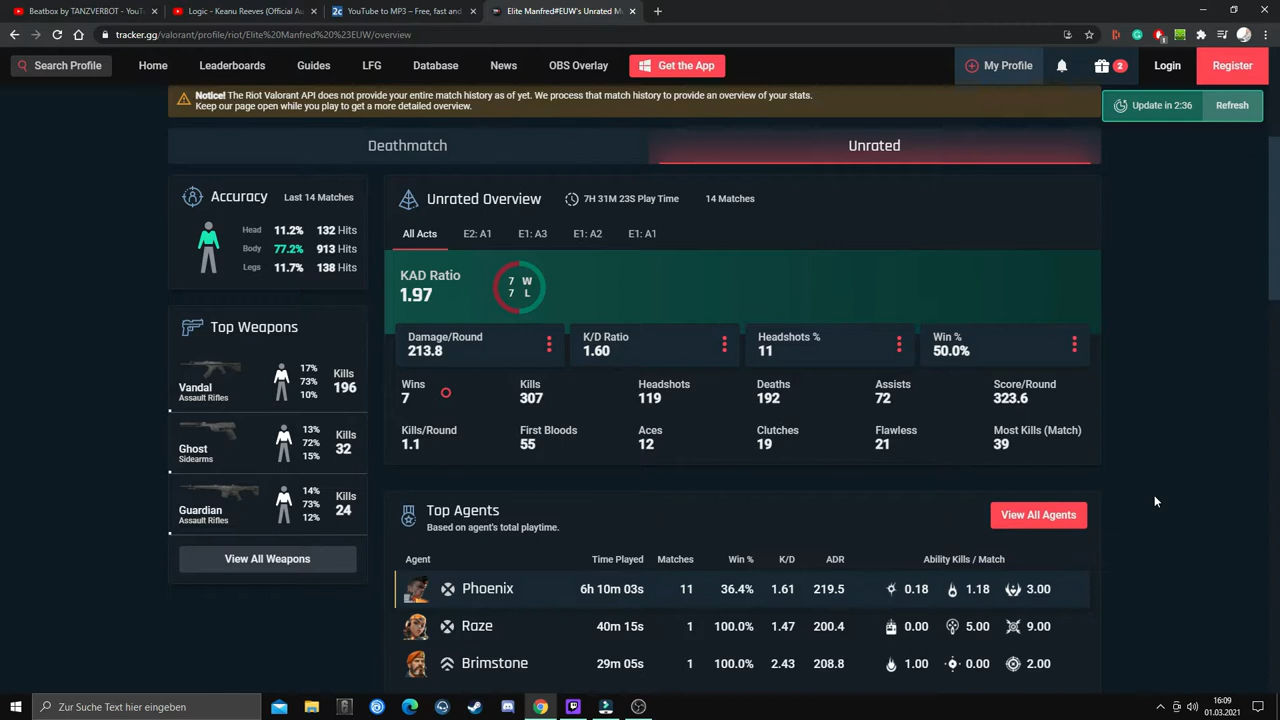 Beatbox by TANZVERBOT - YouTu
Logic - Keanu Reeves (Official Au
YouTube to MP3 – Free, fast and
Elite Manfred#EUW's Unrated M
tracker.gg/valorant/profile/riot/Elite%20Manfred%20%23EUW/overview
Search Profile
Home
Leaderboards
Guides
LFG
Database
News
OBS Overlay
Get the App
My Profile
2
Login
Register
Notice! The Riot Valorant API does not provide your entire match history as of yet. We process that match history to provide an overview of your stats.
Keep our page open while you play to get a more detailed overview.
Update in 2:36
Refresh
Deathmatch
Unrated
Accuracy
Last 14 Matches
Head 11.2% 132 Hits
Body 77.2% 913 Hits
Legs 11.7% 138 Hits
Unrated Overview
7H 31M 23S Play Time
14 Matches
All Acts
E2: A1
E1: A3
E1: A2
E1: A1
KAD Ratio
1.97
7 W
7 L
Damage/Round
213.8
K/D Ratio
1.60
Headshots %
11
Win %
50.0%
Wins
7
Kills
307
Headshots
119
Deaths
192
Assists
72
Score/Round
323.6
Kills/Round
1.1
First Bloods
55
Aces
12
Clutches
19
Flawless
21
Most Kills (Match)
39
Top Weapons
Vandal
Assault Rifles
17%
73%
10%
Kills
196
Ghost
Sidearms
13%
72%
15%
Kills
32
Guardian
Assault Rifles
14%
73%
12%
Kills
24
View All Weapons
Top Agents
Based on agent's total playtime.
View All Agents
Agent Time Played Matches Win % K/D ADR Ability Kills / Match
Phoenix 6h 10m 03s 11 36.4% 1.61 219.5 0.18 1.18 3.00
Raze 40m 15s 1 100.0% 1.47 200.4 0.00 5.00 9.00
Brimstone 29m 05s 1 100.0% 2.43 208.8 1.00 0.00 2.00
Zur Suche Text hier eingeben
16:09
01.03.2021